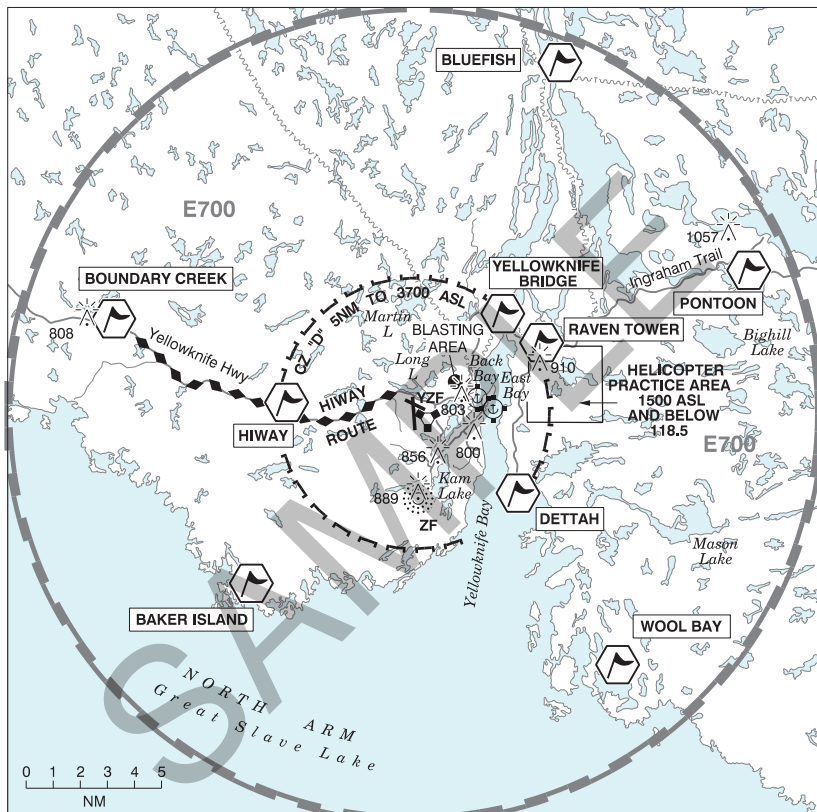 BLUEFISH
E700
1057
Ingraham Trail
PONTOON
BOUNDARY CREEK
808
Yellowknife Hwy
CZ "D" 5NM TO 3700 ASL
Martin
L
YELLOWKNIFE
BRIDGE
RAVEN TOWER
910
Bighill
Lake
BLASTING
AREA
Long
L
Back
Bay
East
Bay
HELICOPTER
PRACTICE AREA
1500 ASL
AND BELOW
118.5
E700
HIWAY
HIWAY
ROUTE
YZF
803
856
800
889
Kam
Lake
ZF
DETTAH
Yellowknife Bay
Mason
Lake
BAKER ISLAND
WOOL BAY
NORTH ARM
Great Slave Lake
0 1 2 3 4 5
NM
SAMPLE